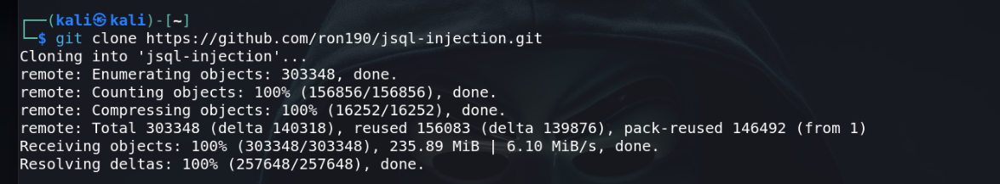 ┌──(kali㉿kali)-[~]
└─$ git clone https://github.com/ron190/jsql-injection.git
Cloning into 'jsql-injection'...
remote: Enumerating objects: 303348, done.
remote: Counting objects: 100% (156856/156856), done.
remote: Compressing objects: 100% (16252/16252), done.
remote: Total 303348 (delta 140318), reused 156083 (delta 139876), pack-reused 146492 (from 1)
Receiving objects: 100% (303348/303348), 235.89 MiB | 6.10 MiB/s, done.
Resolving deltas: 100% (257648/257648), done.